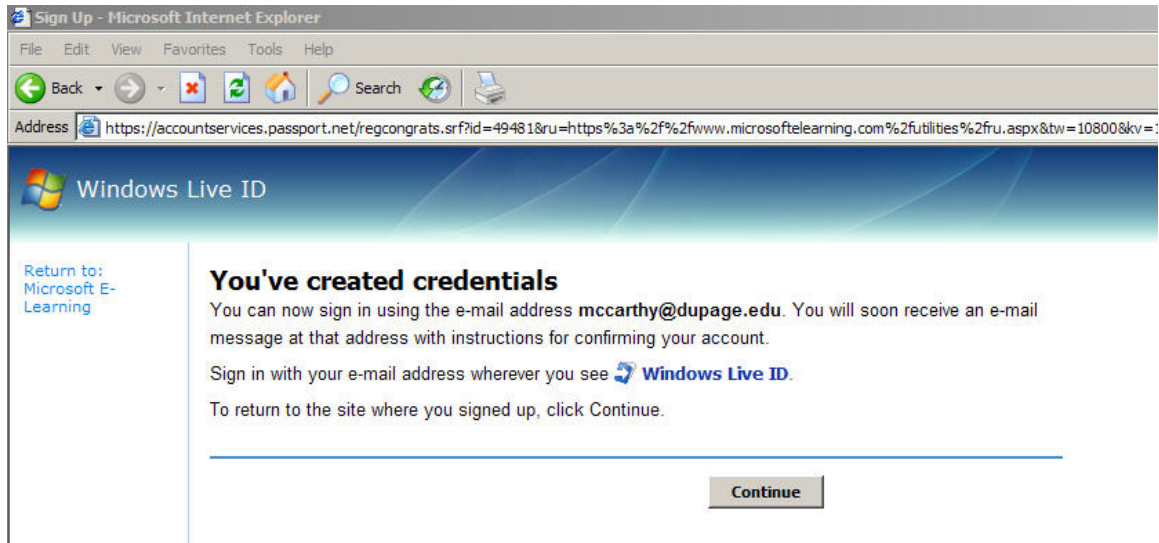 Sign Up - Microsoft Internet Explorer
File Edit View Favorites Tools Help
Back Search
Address https://accountservices.passport.net/regcongrats.srf?id=49481&ru=https%3a%2f%2fwww.microsoftelearning.com%2futilities%2fru.aspx&tw=10800&kv=1
Windows Live ID
Return to:
Microsoft E-
Learning
You've created credentials
You can now sign in using the e-mail address mccarthy@dupage.edu. You will soon receive an e-mail
message at that address with instructions for confirming your account.
Sign in with your e-mail address wherever you see Windows Live ID.
To return to the site where you signed up, click Continue.
Continue